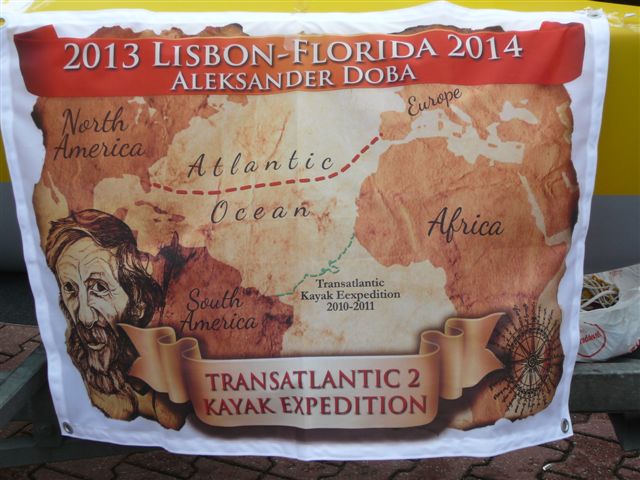 2013 LISBON-FLORIDA 2014
ALEKSANDER DOBA
North
America
Europe
Atlantic
Ocean
Africa
South
America
Transatlantic
Kayak Eexpedition
2010-2011
TRANSATLANTIC 2
KAYAK EXPEDITION